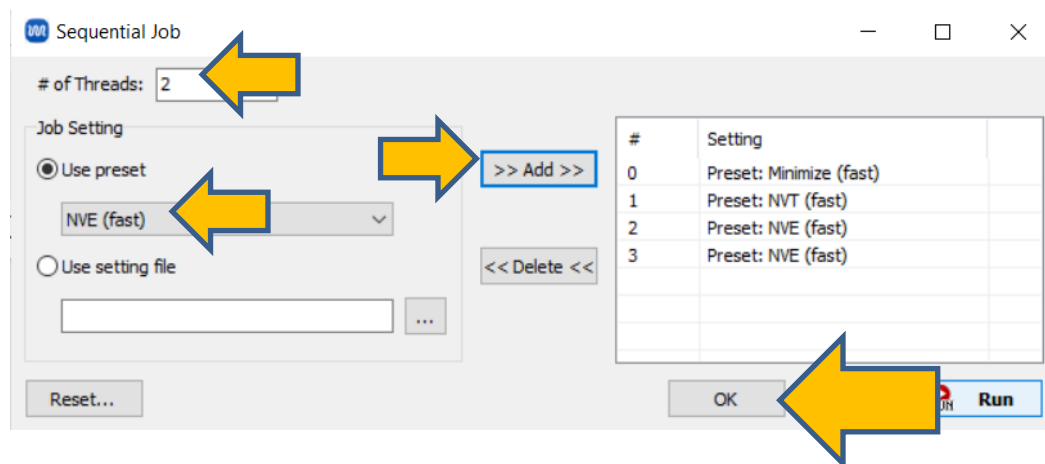 Sequential Job
# of Threads: 2
Job Setting
Use preset
NVE (fast)
Use setting file
...
Reset...
>> Add >>
<< Delete <<
# Setting
0 Preset: Minimize (fast)
1 Preset: NVT (fast)
2 Preset: NVE (fast)
3 Preset: NVE (fast)
OK
Run